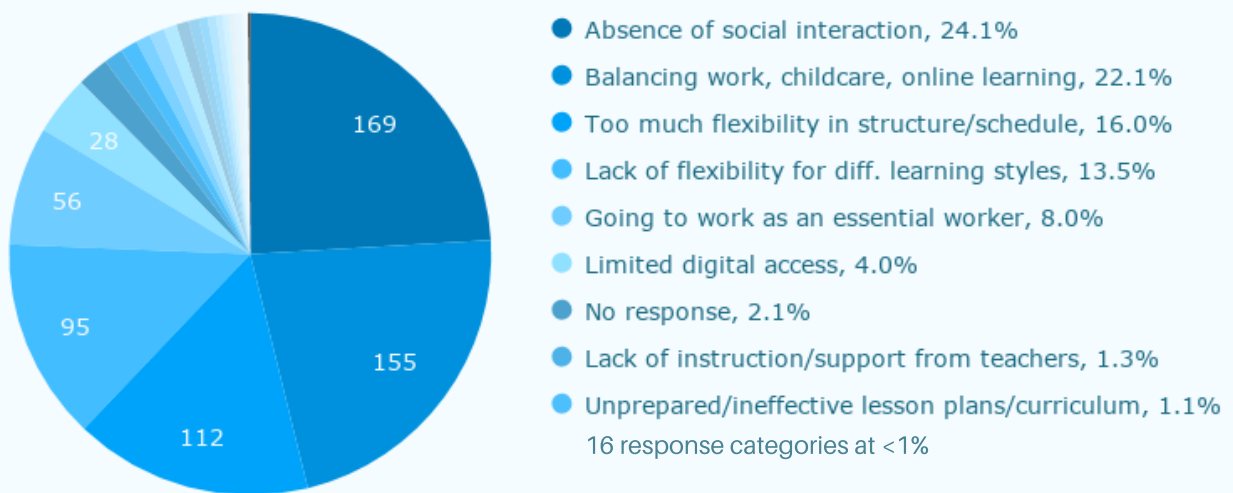 169
155
112
95
56
28
Absence of social interaction, 24.1%
Balancing work, childcare, online learning, 22.1%
Too much flexibility in structure/schedule, 16.0%
Lack of flexibility for diff. learning styles, 13.5%
Going to work as an essential worker, 8.0%
Limited digital access, 4.0%
No response, 2.1%
Lack of instruction/support from teachers, 1.3%
Unprepared/ineffective lesson plans/curriculum, 1.1%
16 response categories at <1%